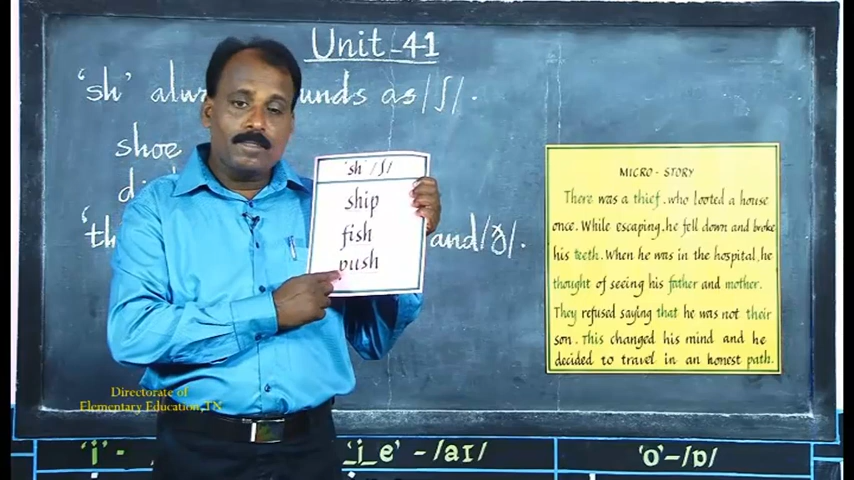 Unit - 41
'sh' always sounds as /ʃ/.
shoe
'th and /ð/.
'sh' /ʃ/
ship
fish
push
MICRO - STORY
There was a thief, who looted a house
once. While escaping, he fell down and broke
his teeth. When he was in the hospital, he
thought of seeing his father and mother.
They refused saying that he was not their
son. This changed his mind and he
decided to travel in an honest path.
Directorate of
Elementary Education,TN
'i' -
'i_e' - /aɪ/
'o' - /ɒ/